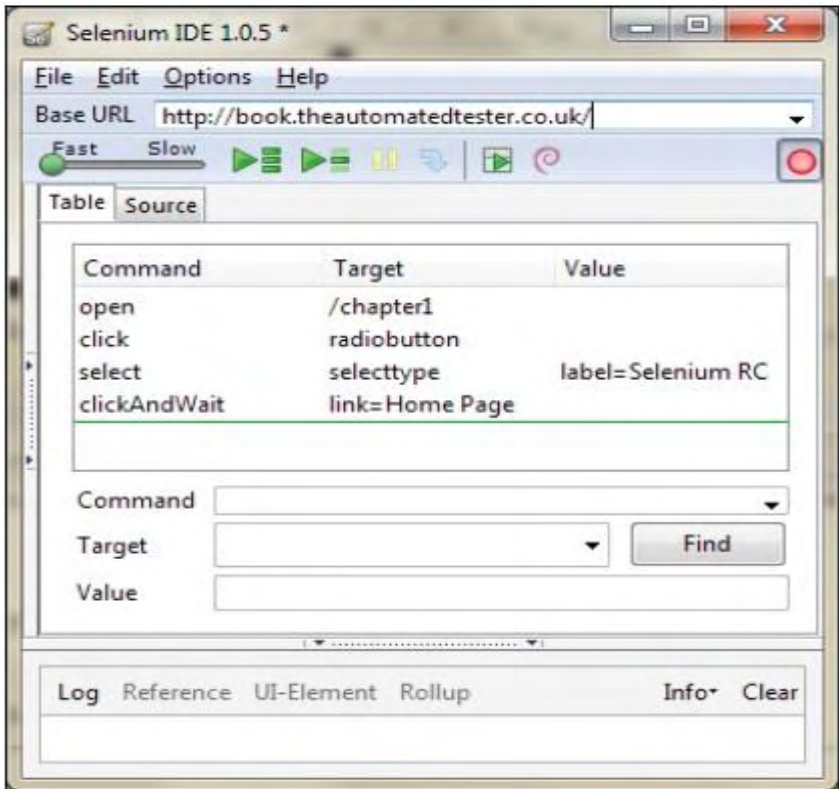 Selenium IDE 1.0.5 *
File Edit Options Help
Base URL http://book.theautomatedtester.co.uk/
Fast Slow
Table Source
Command Target Value
open /chapter1
click radiobutton
select selecttype label=Selenium RC
clickAndWait link=Home Page
Command
Target Find
Value
Log Reference UI-Element Rollup Info Clear